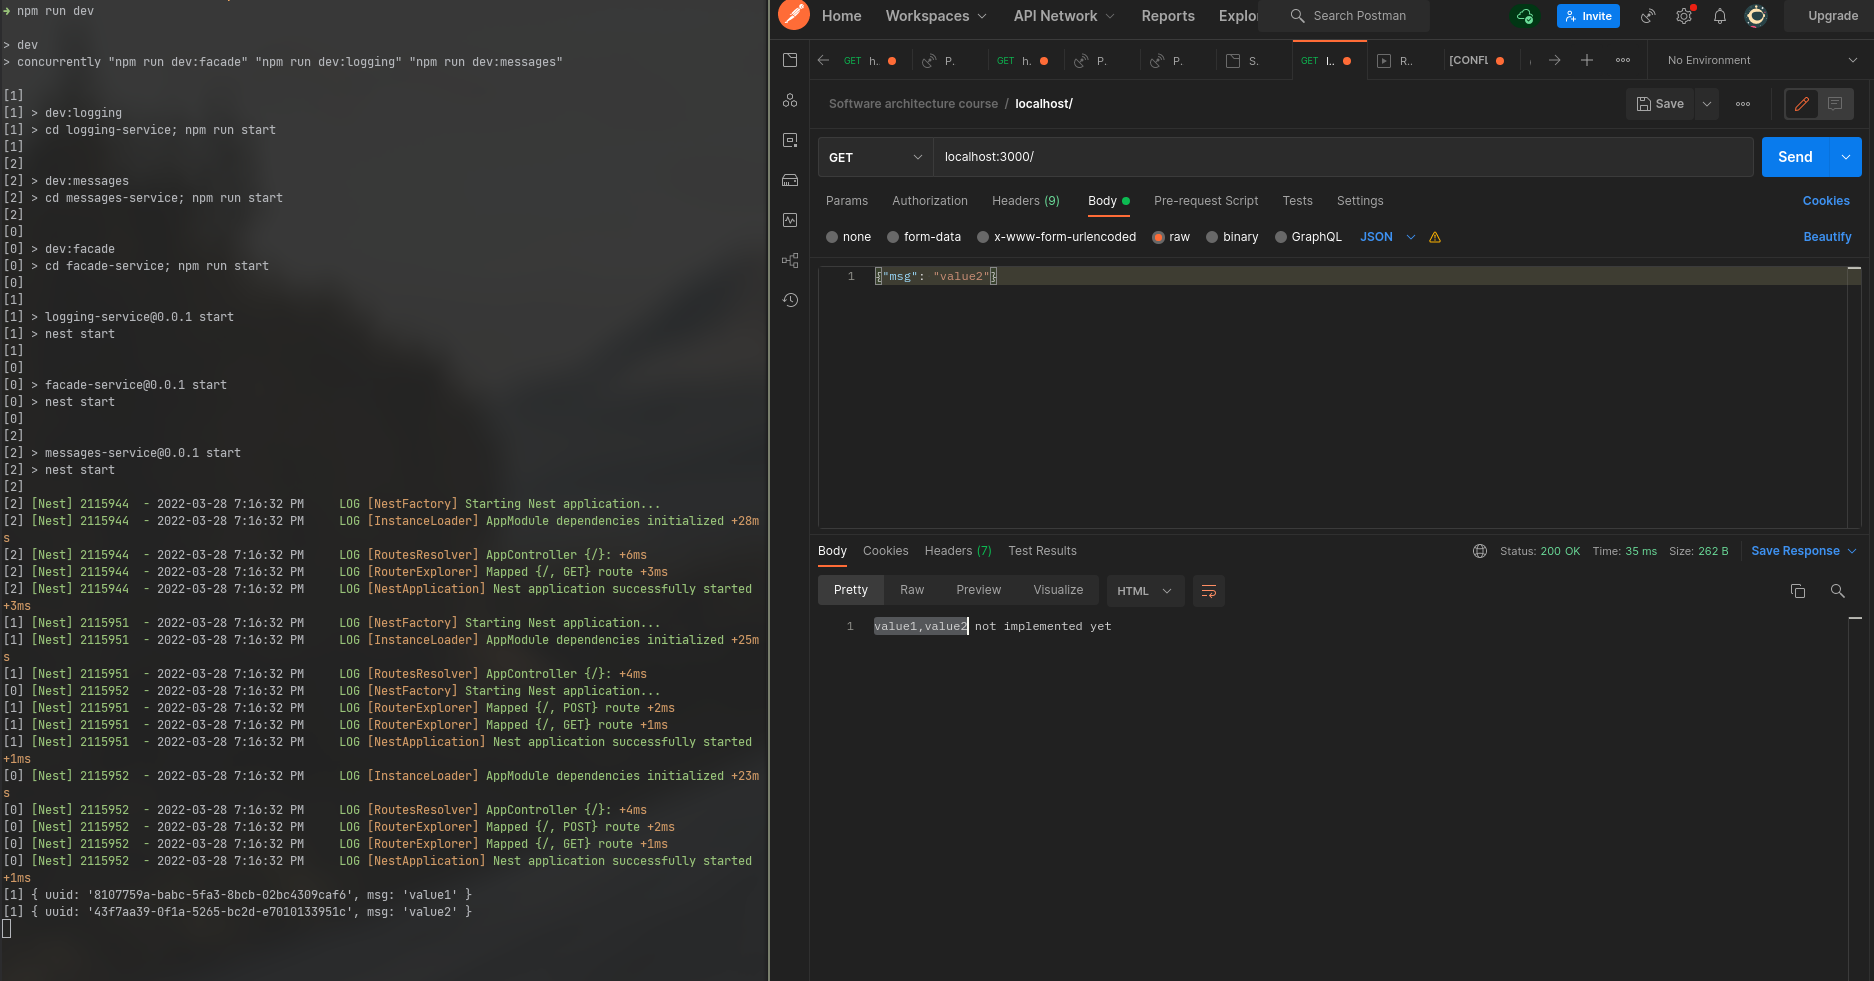 → npm run dev
> dev
> concurrently "npm run dev:facade" "npm run dev:logging" "npm run dev:messages"
[1]
[1] > dev:logging
[1] > cd logging-service; npm run start
[1]
[2]
[2] > dev:messages
[2] > cd messages-service; npm run start
[2]
[0]
[0] > dev:facade
[0] > cd facade-service; npm run start
[0]
[1]
[1] > logging-service@0.0.1 start
[1] > nest start
[1]
[0]
[0] > facade-service@0.0.1 start
[0] > nest start
[0]
[2]
[2] > messages-service@0.0.1 start
[2] > nest start
[2]
[2] [Nest] 2115944  - 2022-03-28 7:16:32 PM     LOG [NestFactory] Starting Nest application...
[2] [Nest] 2115944  - 2022-03-28 7:16:32 PM     LOG [InstanceLoader] AppModule dependencies initialized +28m
s
[2] [Nest] 2115944  - 2022-03-28 7:16:32 PM     LOG [RoutesResolver] AppController {/}: +6ms
[2] [Nest] 2115944  - 2022-03-28 7:16:32 PM     LOG [RouterExplorer] Mapped {/, GET} route +3ms
[2] [Nest] 2115944  - 2022-03-28 7:16:32 PM     LOG [NestApplication] Nest application successfully started
+3ms
[1] [Nest] 2115951  - 2022-03-28 7:16:32 PM     LOG [NestFactory] Starting Nest application...
[1] [Nest] 2115951  - 2022-03-28 7:16:32 PM     LOG [InstanceLoader] AppModule dependencies initialized +25m
s
[1] [Nest] 2115951  - 2022-03-28 7:16:32 PM     LOG [RoutesResolver] AppController {/}: +4ms
[0] [Nest] 2115952  - 2022-03-28 7:16:32 PM     LOG [NestFactory] Starting Nest application...
[1] [Nest] 2115951  - 2022-03-28 7:16:32 PM     LOG [RouterExplorer] Mapped {/, POST} route +2ms
[1] [Nest] 2115951  - 2022-03-28 7:16:32 PM     LOG [RouterExplorer] Mapped {/, GET} route +1ms
[1] [Nest] 2115951  - 2022-03-28 7:16:32 PM     LOG [NestApplication] Nest application successfully started
+1ms
[0] [Nest] 2115952  - 2022-03-28 7:16:32 PM     LOG [InstanceLoader] AppModule dependencies initialized +23m
s
[0] [Nest] 2115952  - 2022-03-28 7:16:32 PM     LOG [RoutesResolver] AppController {/}: +4ms
[0] [Nest] 2115952  - 2022-03-28 7:16:32 PM     LOG [RouterExplorer] Mapped {/, POST} route +2ms
[0] [Nest] 2115952  - 2022-03-28 7:16:32 PM     LOG [RouterExplorer] Mapped {/, GET} route +1ms
[0] [Nest] 2115952  - 2022-03-28 7:16:32 PM     LOG [NestApplication] Nest application successfully started
+1ms
[1] { uuid: '8107759a-babc-5fa3-8bcb-02bc4309caf6', msg: 'value1' }
[1] { uuid: '43f7aa39-0f1a-5265-bc2d-e7010133951c', msg: 'value2' }
Home Workspaces API Network Reports Explo Search Postman Invite Upgrade
GET h. P. GET h. P. P. S. GET l.. R.. [CONFL No Environment
Software architecture course / localhost/ Save
GET localhost:3000/ Send
Params Authorization Headers (9) Body Pre-request Script Tests Settings Cookies
none form-data x-www-form-urlencoded raw binary GraphQL JSON Beautify
1 {"msg": "value2"}
Body Cookies Headers (7) Test Results Status: 200 OK Time: 35 ms Size: 262 B Save Response
Pretty Raw Preview Visualize HTML
1 value1,value2 not implemented yet